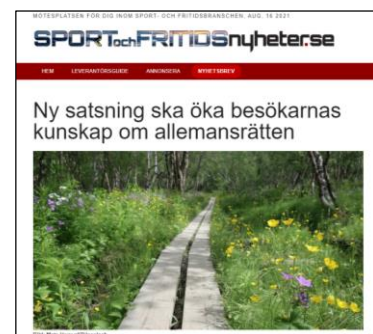 MÖTESPLATSEN FÖR DIG INOM SPORT- OCH FRITIDSBRANSCHEN, AUG. 16 2021
SPORTochFRITIDSnyheter.se
HEM LEVERANTÖRSGUIDE ANNONSERA NYHETSBREV
Ny satsning ska öka besökarnas
kunskap om allemansrätten